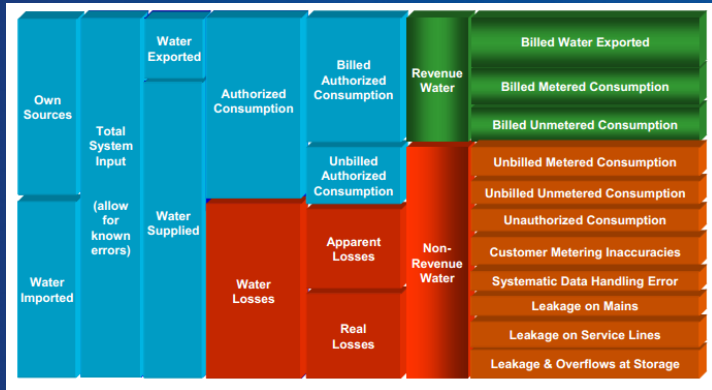 Own
Sources
Water
Imported
Total
System
Input
(allow
for
known
errors)
Water
Exported
Water
Supplied
Authorized
Consumption
Water
Losses
Billed
Authorized
Consumption
Unbilled
Authorized
Consumption
Apparent
Losses
Real
Losses
Revenue
Water
Non-
Revenue
Water
Billed Water Exported
Billed Metered Consumption
Billed Unmetered Consumption
Unbilled Metered Consumption
Unbilled Unmetered Consumption
Unauthorized Consumption
Customer Metering Inaccuracies
Systematic Data Handling Error
Leakage on Mains
Leakage on Service Lines
Leakage & Overflows at Storage